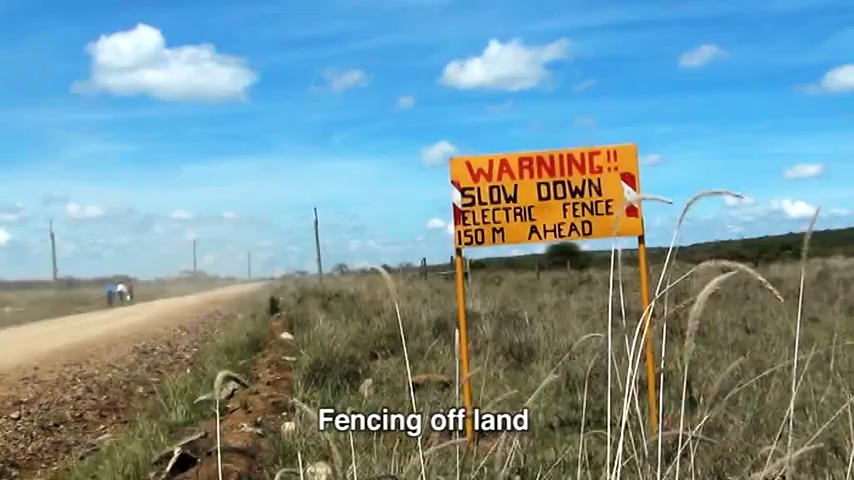 WARNING!!
SLOW DOWN
ELECTRIC FENCE
150 M AHEAD
Fencing off land